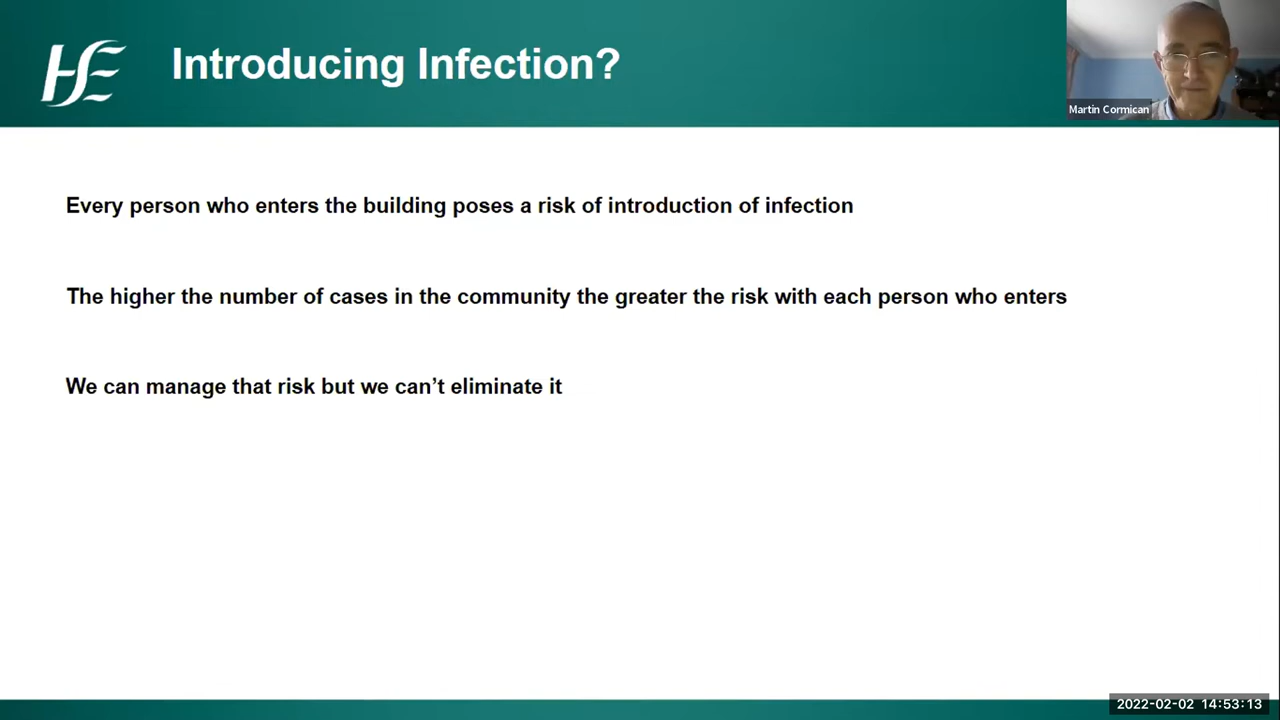 HSE
Introducing Infection?
Martin Cormican
Every person who enters the building poses a risk of introduction of infection
The higher the number of cases in the community the greater the risk with each person who enters
We can manage that risk but we can’t eliminate it
2022-02-02 14:53:13